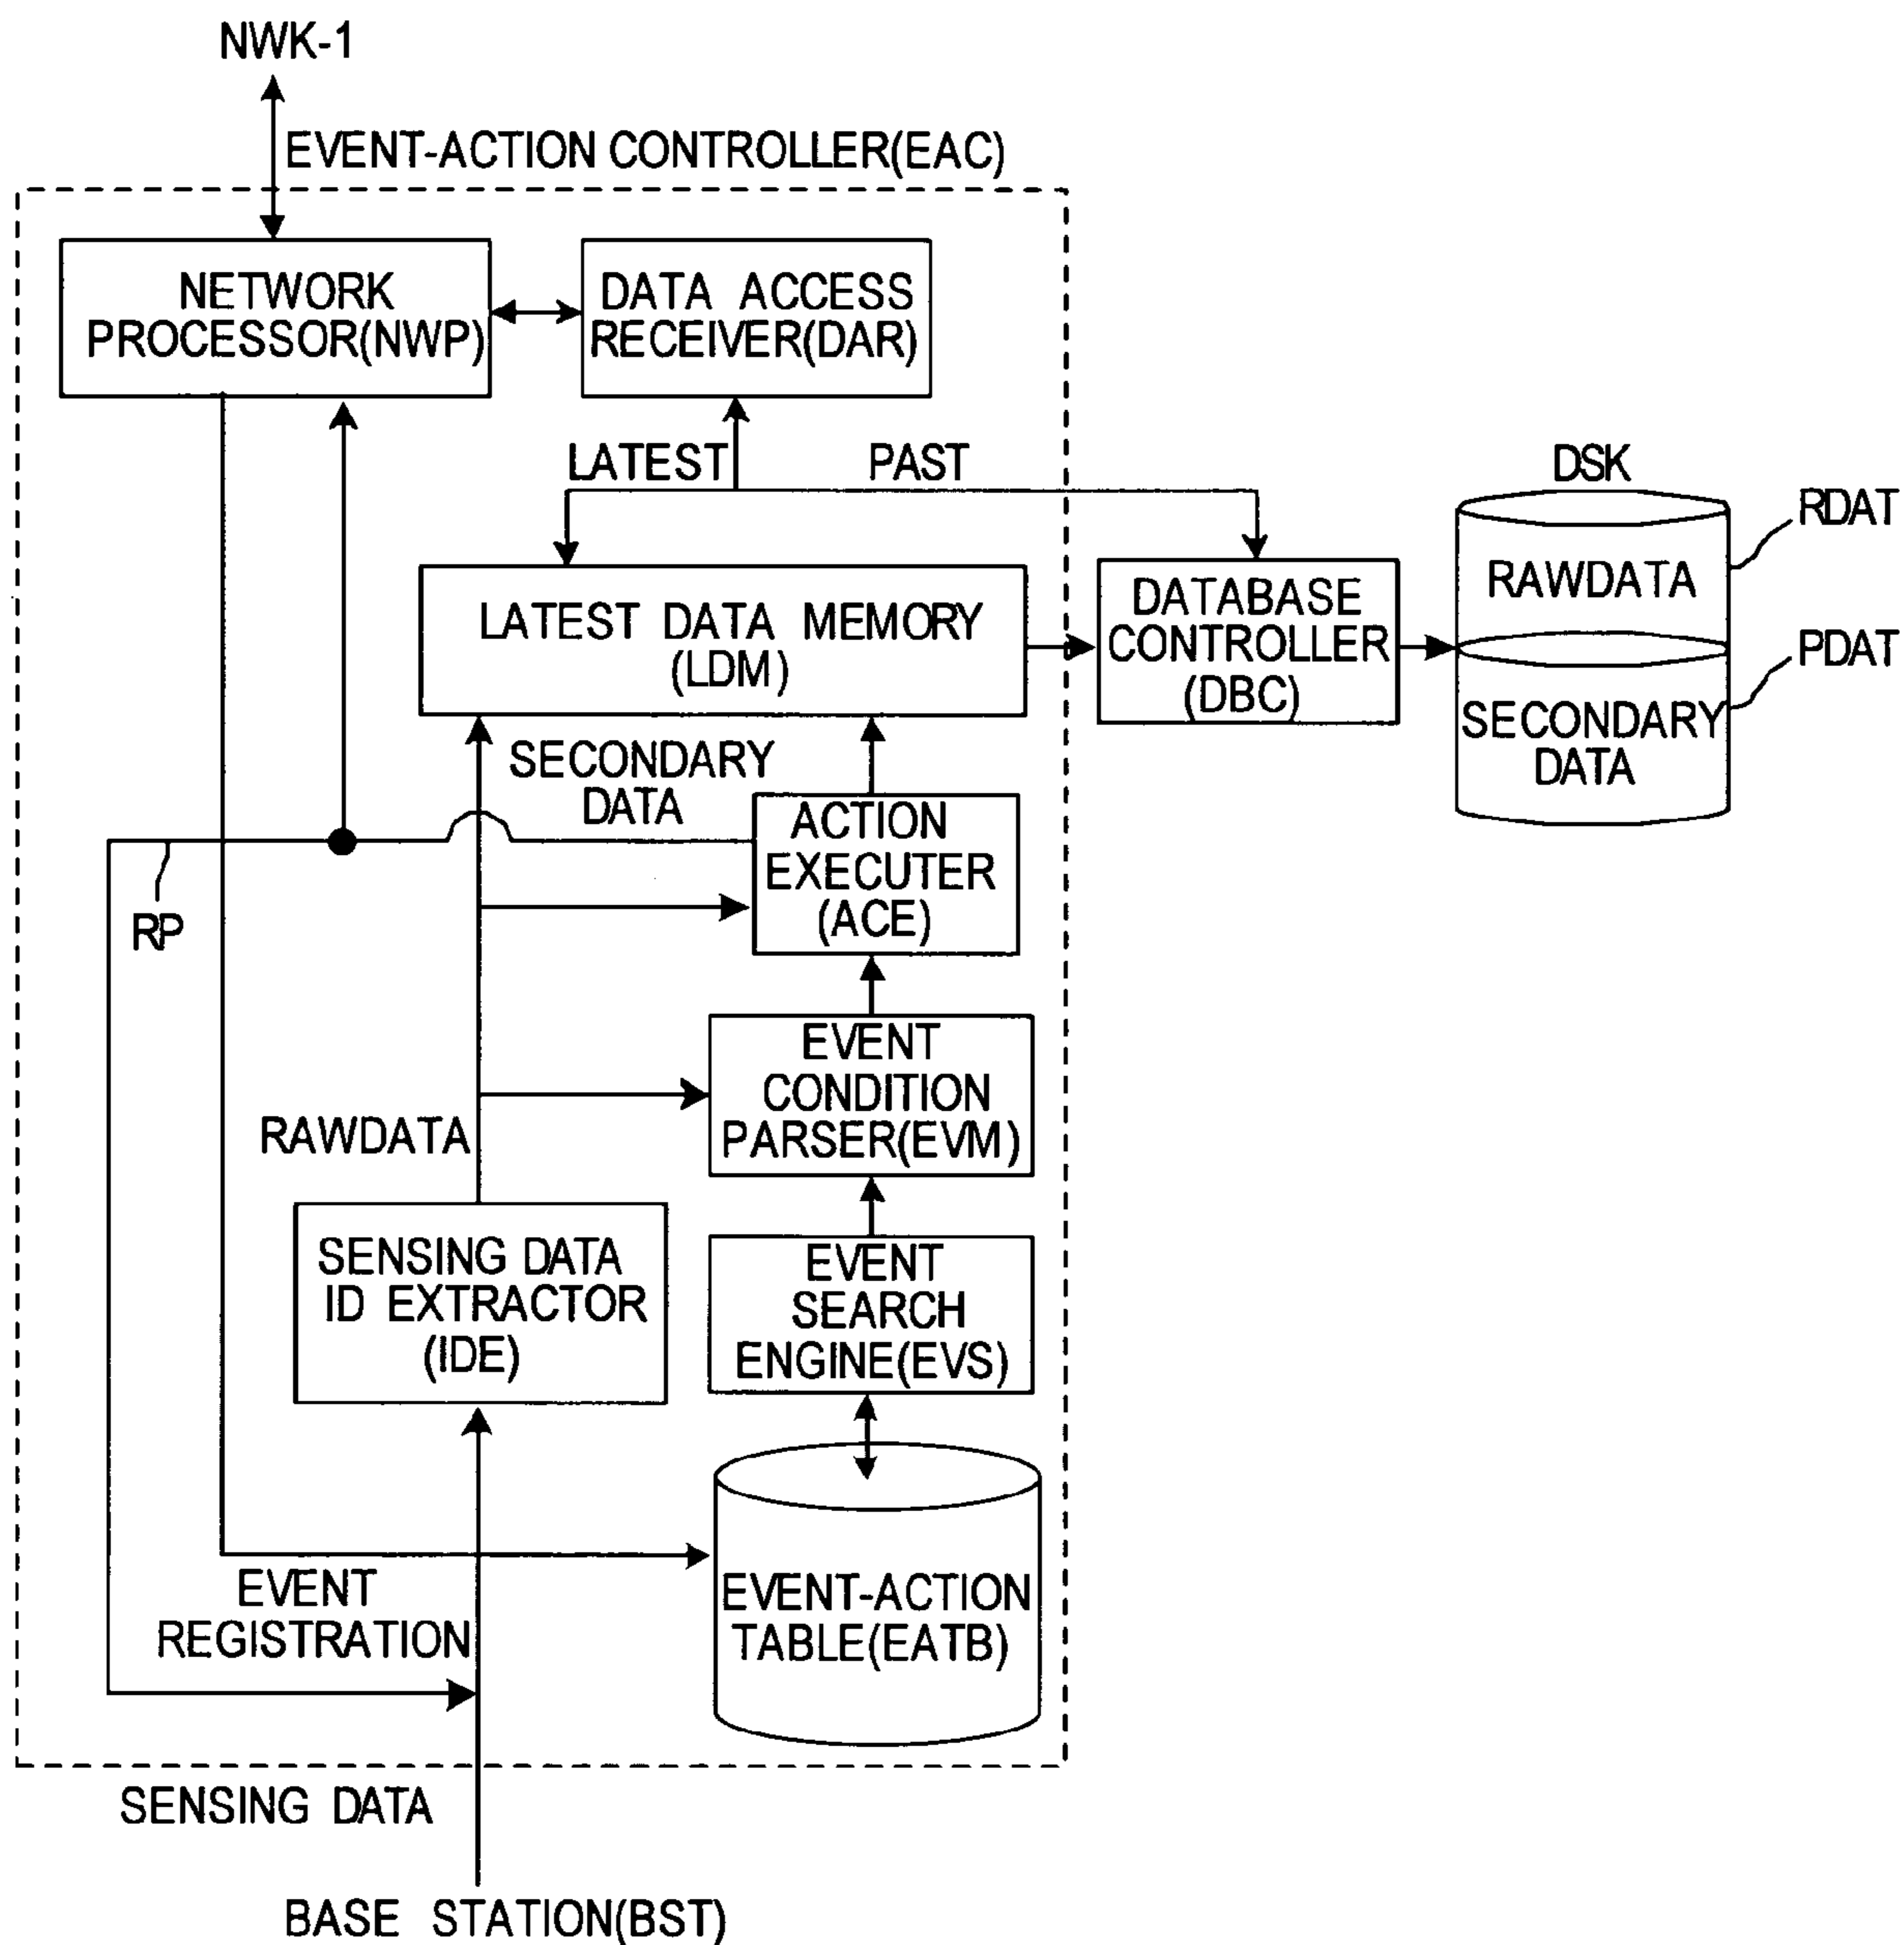 NWK-1
EVENT-ACTION CONTROLLER(EAC)
NETWORK
PROCESSOR(NWP)
DATA ACCESS
RECEIVER(DAR)
LATEST
PAST
DSK
RDAT
RAWDATA
PDAT
SECONDARY
DATA
LATEST DATA MEMORY
(LDM)
DATABASE
CONTROLLER
(DBC)
SECONDARY
DATA
ACTION
EXECUTER
(ACE)
RP
EVENT
CONDITION
PARSER(EVM)
RAWDATA
SENSING DATA
ID EXTRACTOR
(IDE)
EVENT
SEARCH
ENGINE(EVS)
EVENT
REGISTRATION
EVENT-ACTION
TABLE(EATB)
SENSING DATA
BASE STATION(BST)